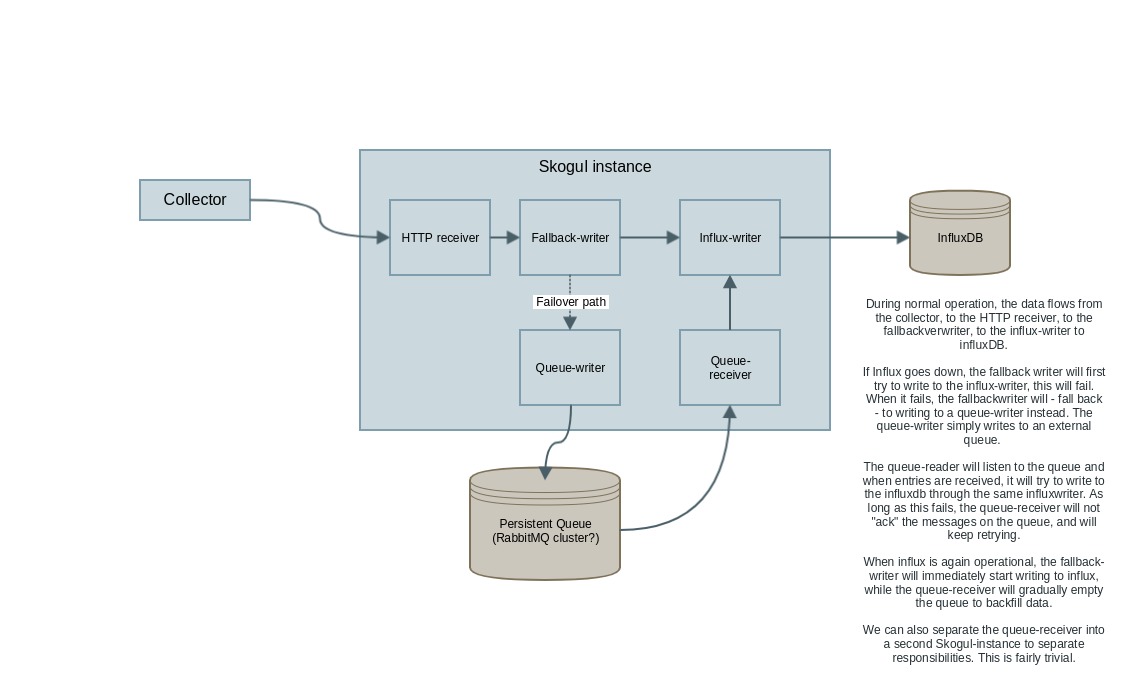 Skogul instance
Collector
HTTP receiver
Fallback-writer
Influx-writer
InfluxDB
Failover path
Queue-writer
Queue-
receiver
Persistent Queue
(RabbitMQ cluster?)
During normal operation, the data flows from
the collector, to the HTTP receiver, to the
fallbackverwriter, to the influx-writer to
influxDB.
If Influx goes down, the fallback writer will first
try to write to the influx-writer, this will fail.
When it fails, the fallbackwriter will - fall back
- to writing to a queue-writer instead. The
queue-writer simply writes to an external
queue.
The queue-reader will listen to the queue and
when entries are received, it will try to write to
the influxdb through the same influxwriter. As
long as this fails, the queue-receiver will not
"ack" the messages on the queue, and will
keep retrying.
When influx is again operational, the fallback-
writer will immediately start writing to influx,
while the queue-receiver will gradually empty
the queue to backfill data.
We can also separate the queue-receiver into
a second Skogul-instance to separate
responsibilities. This is fairly trivial.